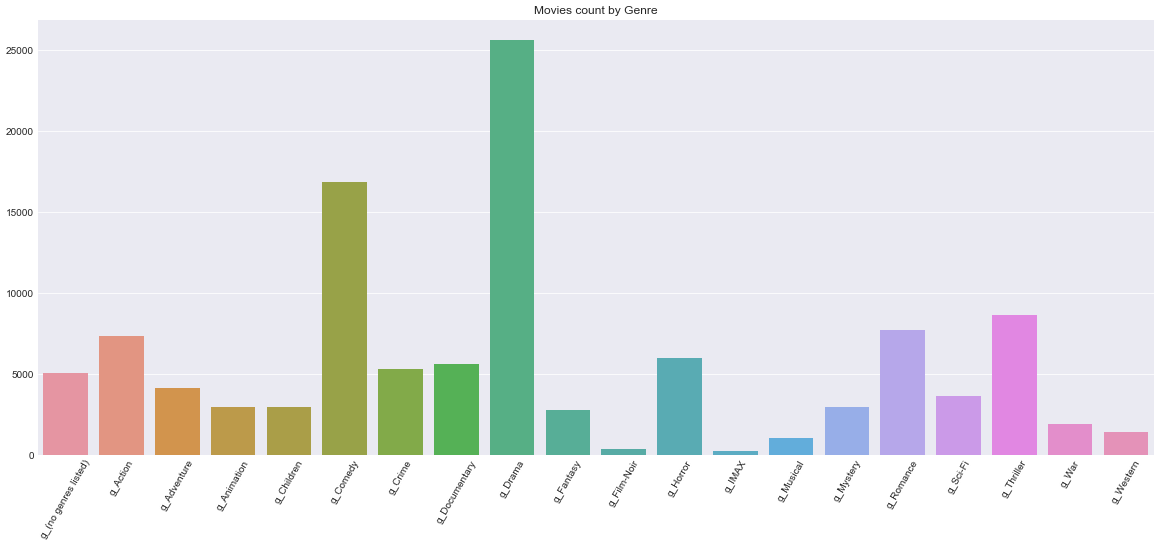 Movies count by Genre
25000
20000
15000
10000
5000
0
g_(no genres listed)
g_Action
g_Adventure
g_Animation
g_Children
g_Comedy
g_Crime
g_Documentary
g_Drama
g_Fantasy
g_Film-Noir
g_Horror
g_IMAX
g_Musical
g_Mystery
g_Romance
g_Sci-Fi
g_Thriller
g_War
g_Western